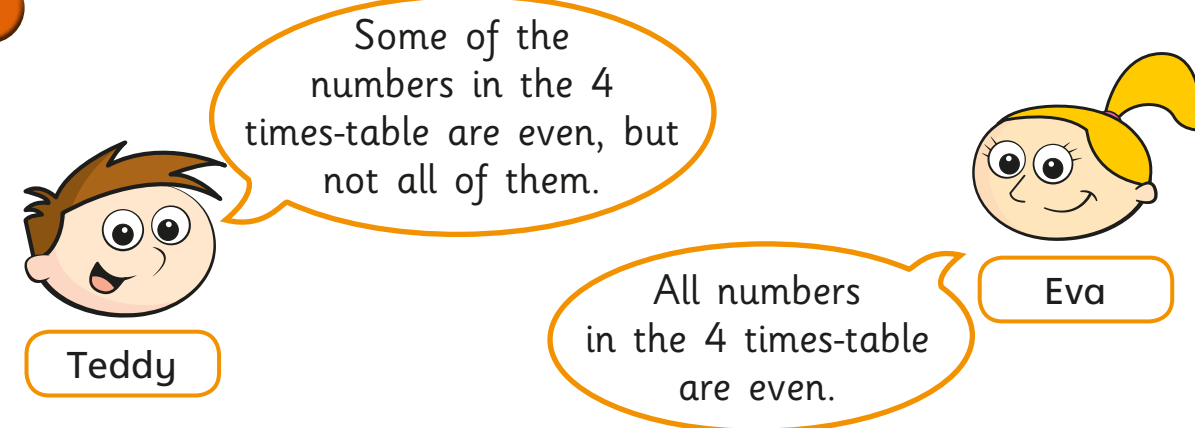 Some of the
numbers in the 4
times-table are even, but
not all of them.
Teddy
All numbers
in the 4 times-table
are even.
Eva